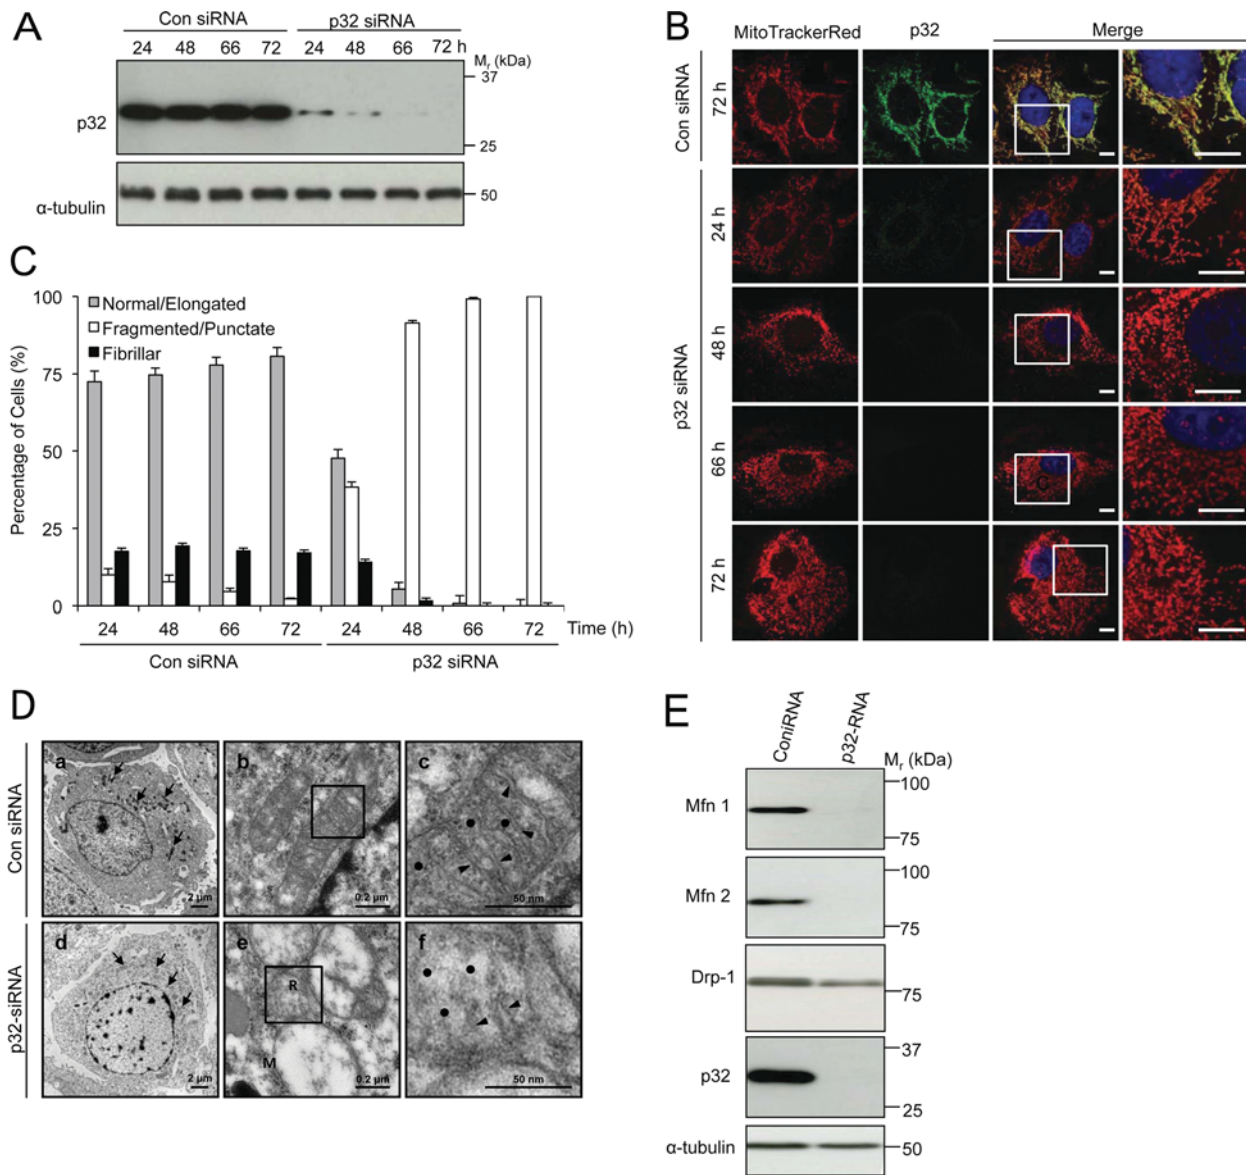 A
Con siRNA p32 siRNA
24 48 66 72 24 48 66 72 h
Mr (kDa)
37
p32
25
α-tubulin
50
B
MitoTrackerRed p32 Merge
Con siRNA
72 h
p32 siRNA
24 h
48 h
66 h
C
72 h
C
Percentage of Cells (%)
100
75
50
25
0
Normal/Elongated
Fragmented/Punctate
Fibrillar
24 48 66 72 24 48 66 72 Time (h)
Con siRNA p32 siRNA
D
Con siRNA
a b c
2 µm 0.2 µm 50 nm
p32-siRNA
d e f
R
M
2 µm 0.2 µm 50 nm
E
ConiRNA p32-RNA
Mr (kDa)
100
Mfn 1
75
100
Mfn 2
75
Drp-1
75
37
p32
25
α-tubulin
50